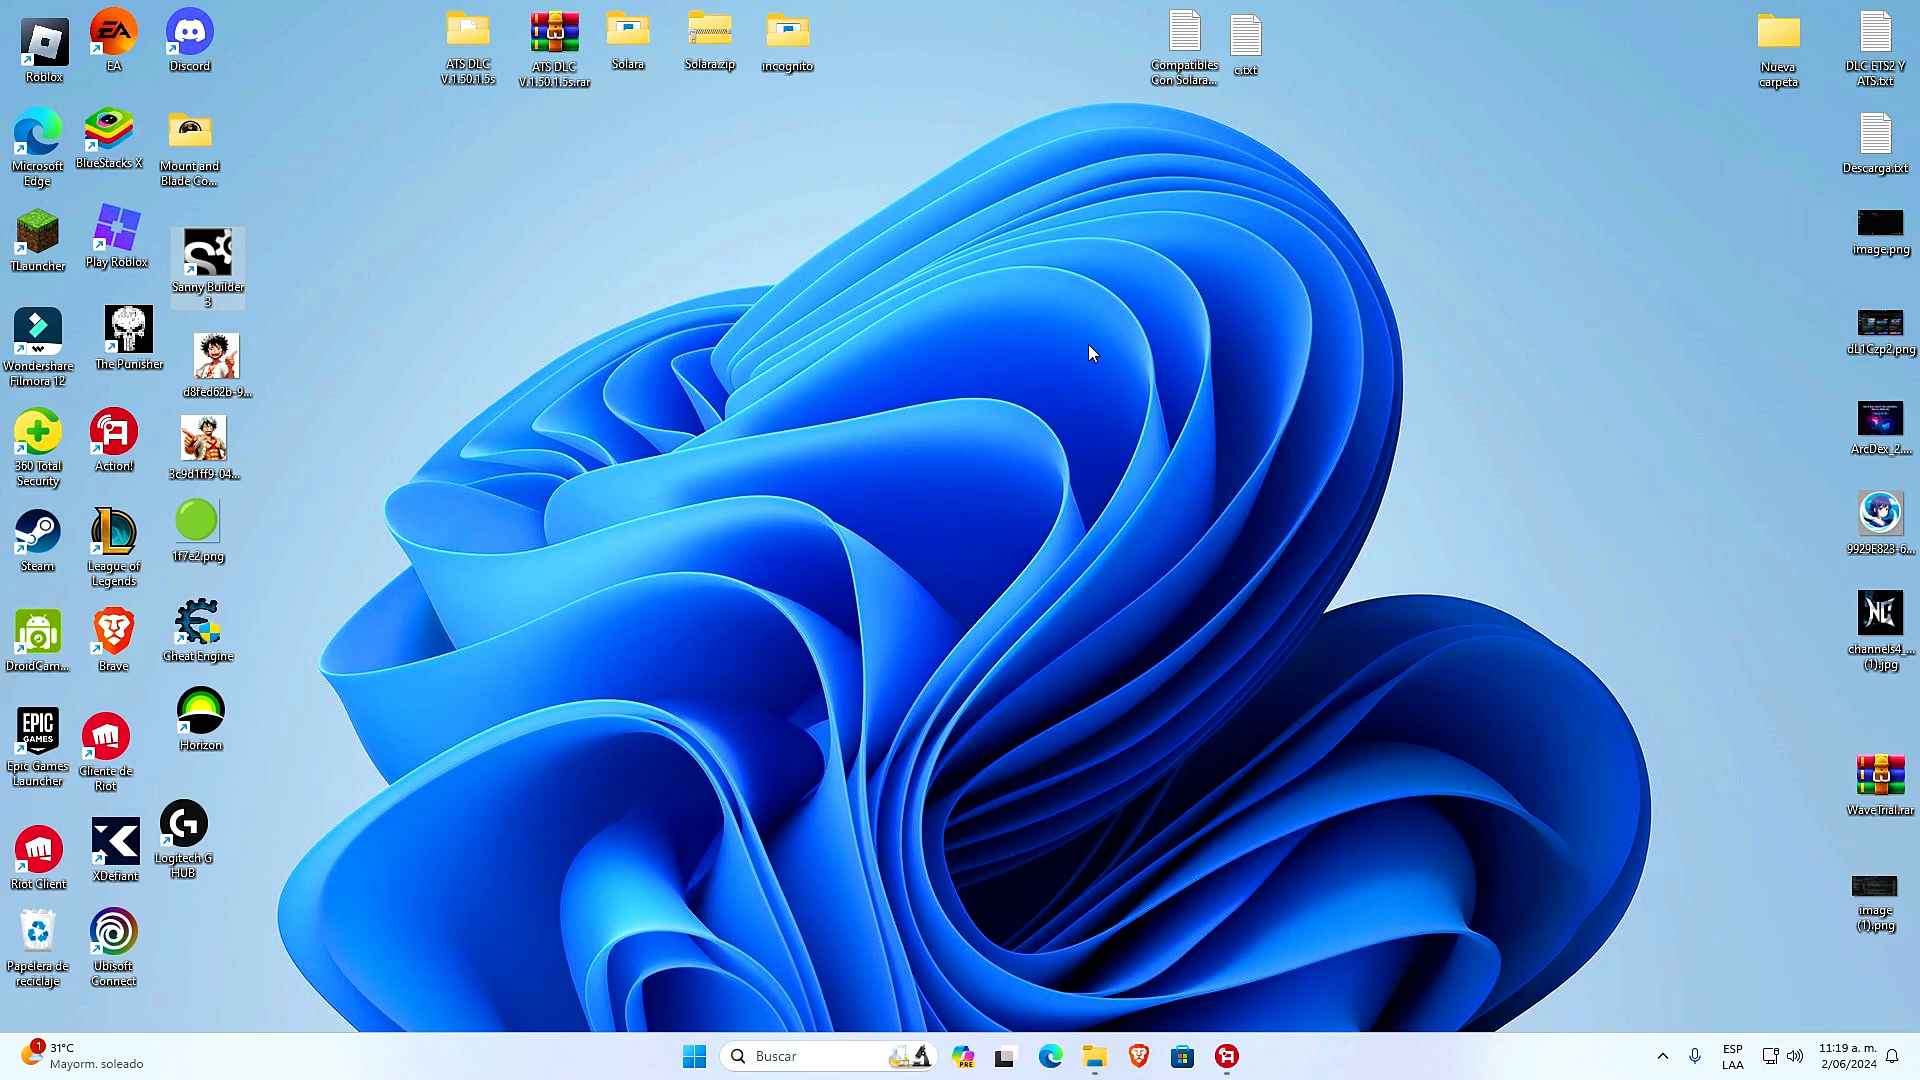 Roblox
EA
Discord
ATS DLC
V.1.50.1.5s
ATS DLC
V.1.50.1.5s.rar
Solara
Solara.zip
incognito
Compatibles
Con Solara...
c.txt
Nueva
carpeta
DLC ETS2 Y
ATS.txt
Microsoft
Edge
BlueStacks X
Mount and
Blade Co...
Descarga.txt
TLauncher
Play Roblox
Sanny Builder
3
image.png
Wondershare
Filmora 12
The Punisher
d8fed62b-9...
dL1Czp2.png
360 Total
Security
Action!
3c9d1ff9-04...
ArcDex_2....
Steam
League of
Legends
1f7e2.png
9929E823-6...
DroidCam...
Brave
Cheat Engine
channels4_...
(1).jpg
EPIC
GAMES
Epic Games
Launcher
Cliente de
Riot
Horizon
WaveTrial.rar
Riot Client
XDefiant
Logitech G
HUB
image
(1).png
Papelera de
reciclaje
Ubisoft
Connect
1
31°C
Mayorm. soleado
Buscar
PRE
ESP
LAA
11:19 a. m.
2/06/2024